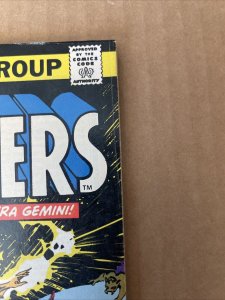 GROUP
APPROVED
BY THE
COMICS
CODE
AUTHORITY
ERS
TM
RA GEMINI!